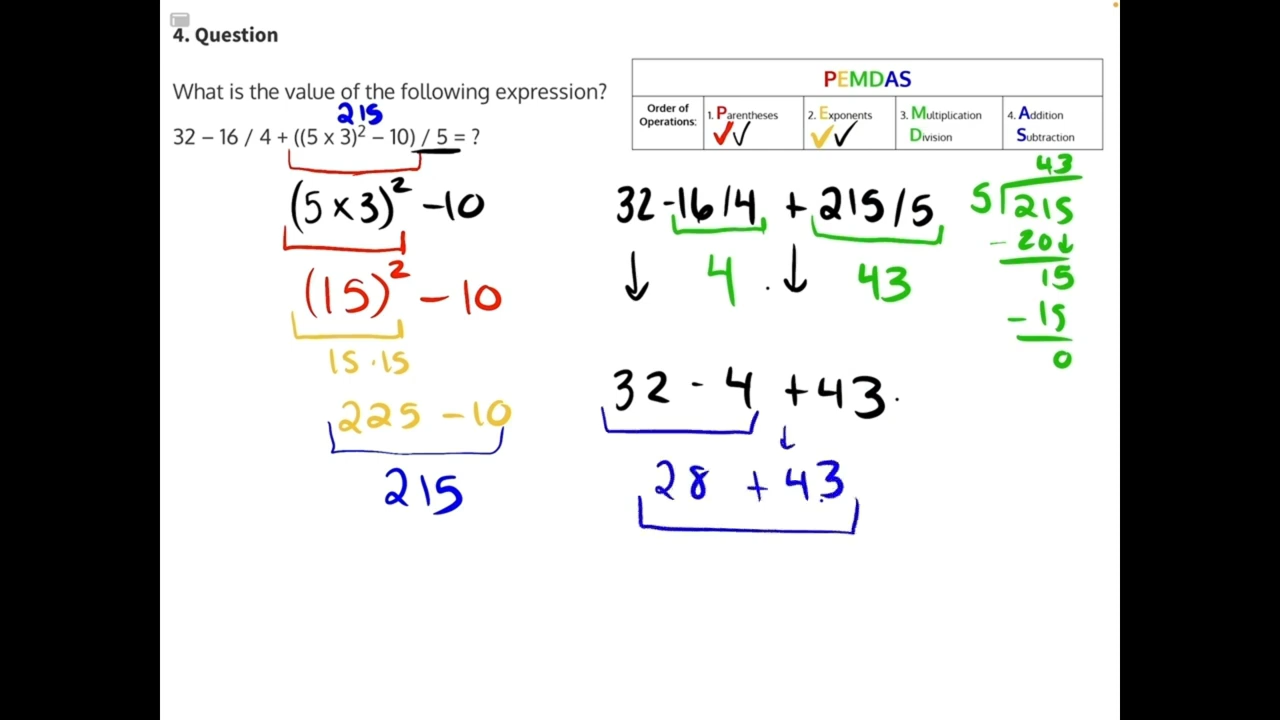 4. Question
What is the value of the following expression?
215
32 – 16 / 4 + ((5 x 3)² – 10) / 5 = ?
PEMDAS
Order of Operations: 1. Parentheses 2. Exponents 3. Multiplication Division 4. Addition Subtraction
(5 x 3)² -10
(15)² - 10
15 · 15
225 - 10
215
32 - 16/4 + 215/5
4 43
32 - 4 + 43
28 + 43
43
5 215
- 20
15
- 15
0